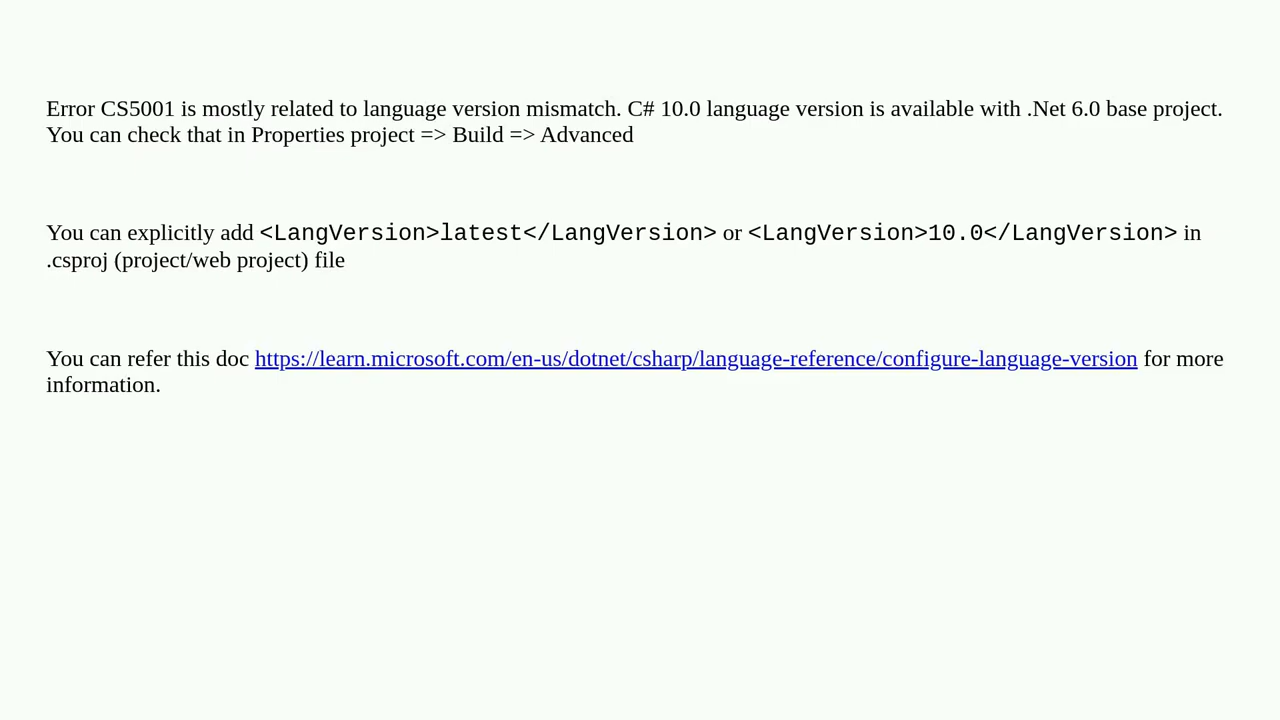 Error CS5001 is mostly related to language version mismatch. C# 10.0 language version is available with .Net 6.0 base project.
You can check that in Properties project => Build => Advanced
You can explicitly add <LangVersion>latest</LangVersion> or <LangVersion>10.0</LangVersion> in
.csproj (project/web project) file
You can refer this doc https://learn.microsoft.com/en-us/dotnet/csharp/language-reference/configure-language-version for more
information.